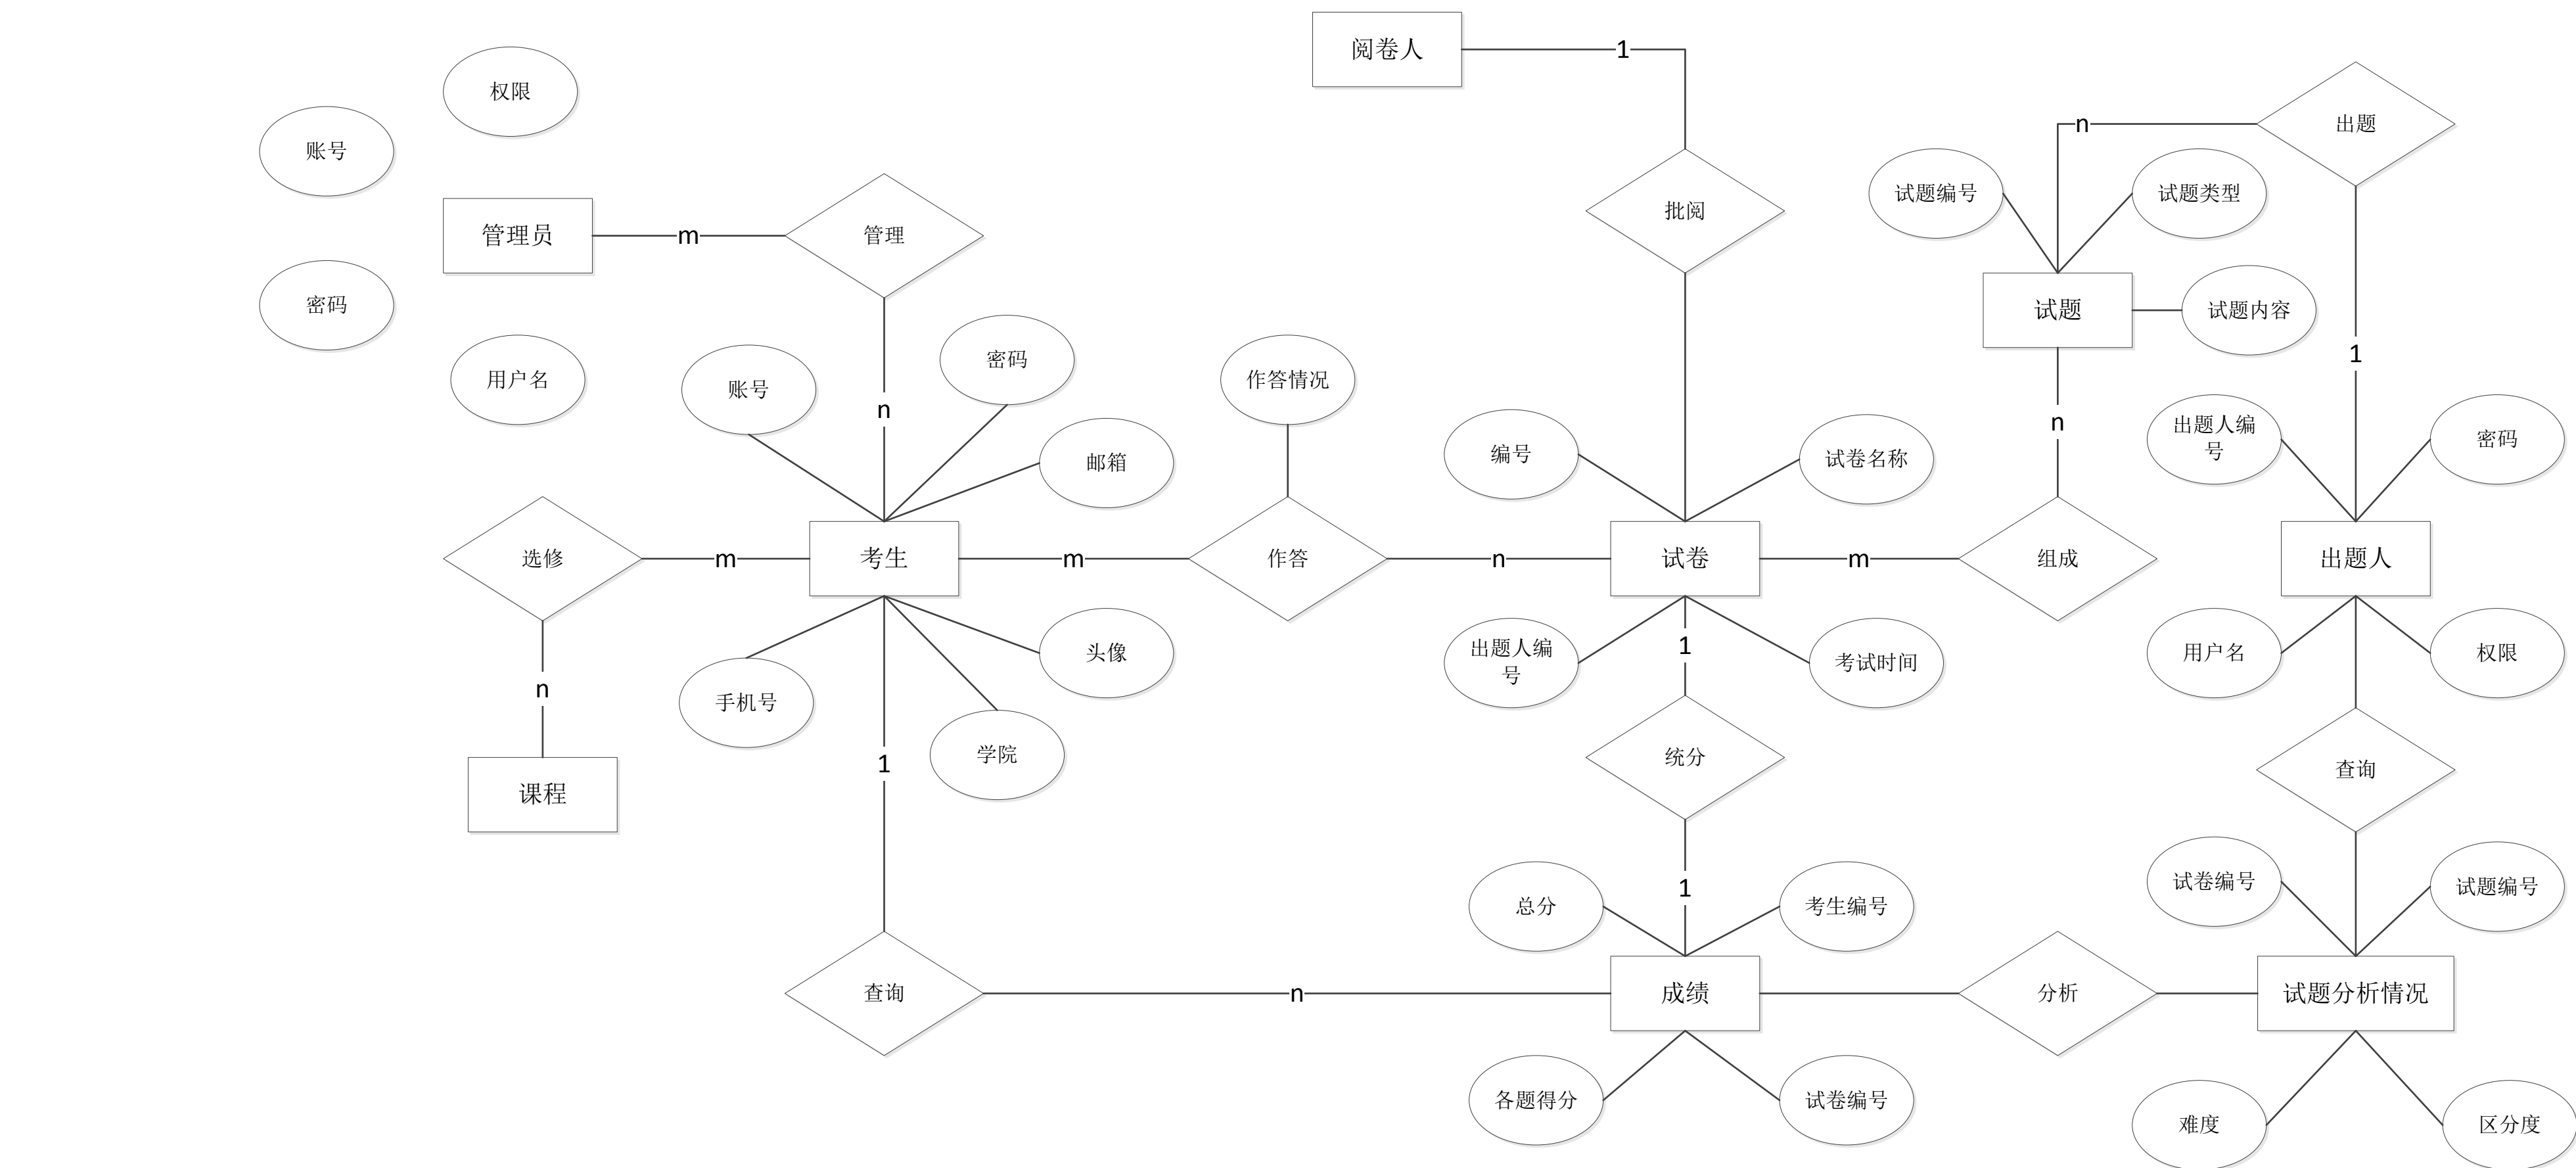 阅卷人
1
权限
出题
n
账号
试题编号
试题类型
批阅
管理员
m
管理
密码
试题内容
试题
1
用户名
账号
密码
作答情况
n
n
出题人编
号
密码
编号
试卷名称
邮箱
选修
m
考生
m
作答
n
试卷
m
组成
出题人
n
手机号
头像
出题人编
号
1
考试时间
用户名
权限
课程
1
学院
统分
查询
1
总分
考生编号
试卷编号
试题编号
查询
n
成绩
分析
试题分析情况
各题得分
试卷编号
难度
区分度